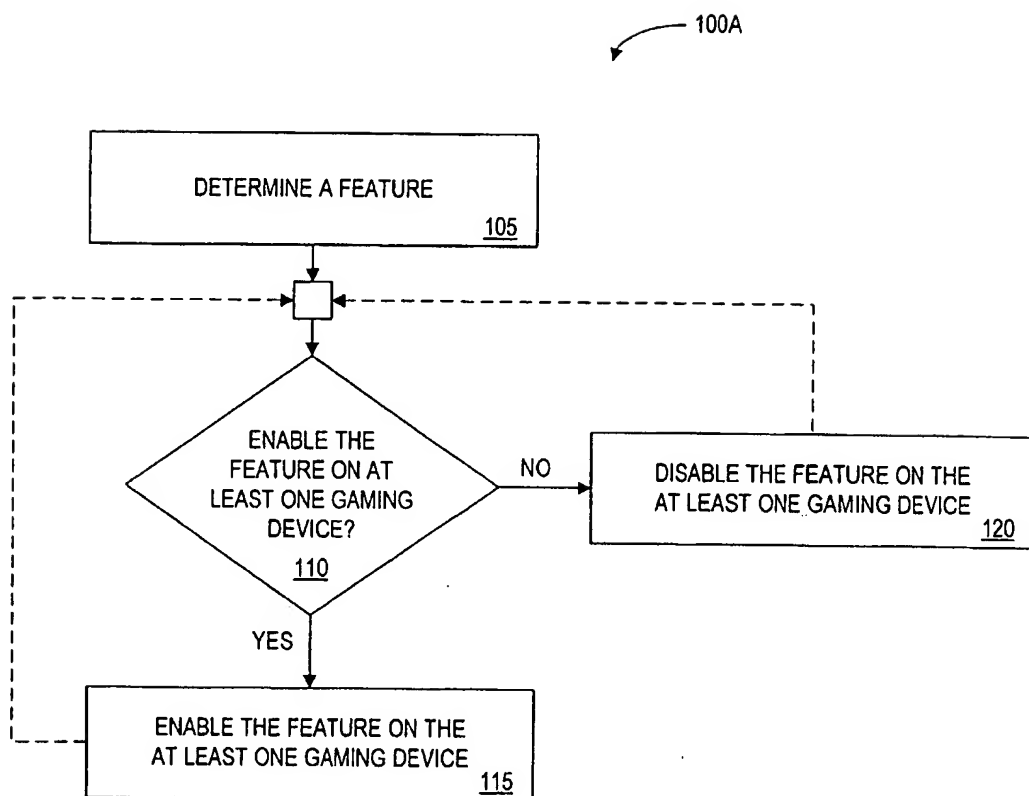 100A
DETERMINE A FEATURE
105
ENABLE THE
FEATURE ON AT
LEAST ONE GAMING
DEVICE?
110
NO
DISABLE THE FEATURE ON THE
AT LEAST ONE GAMING DEVICE
120
YES
ENABLE THE FEATURE ON THE
AT LEAST ONE GAMING DEVICE
115